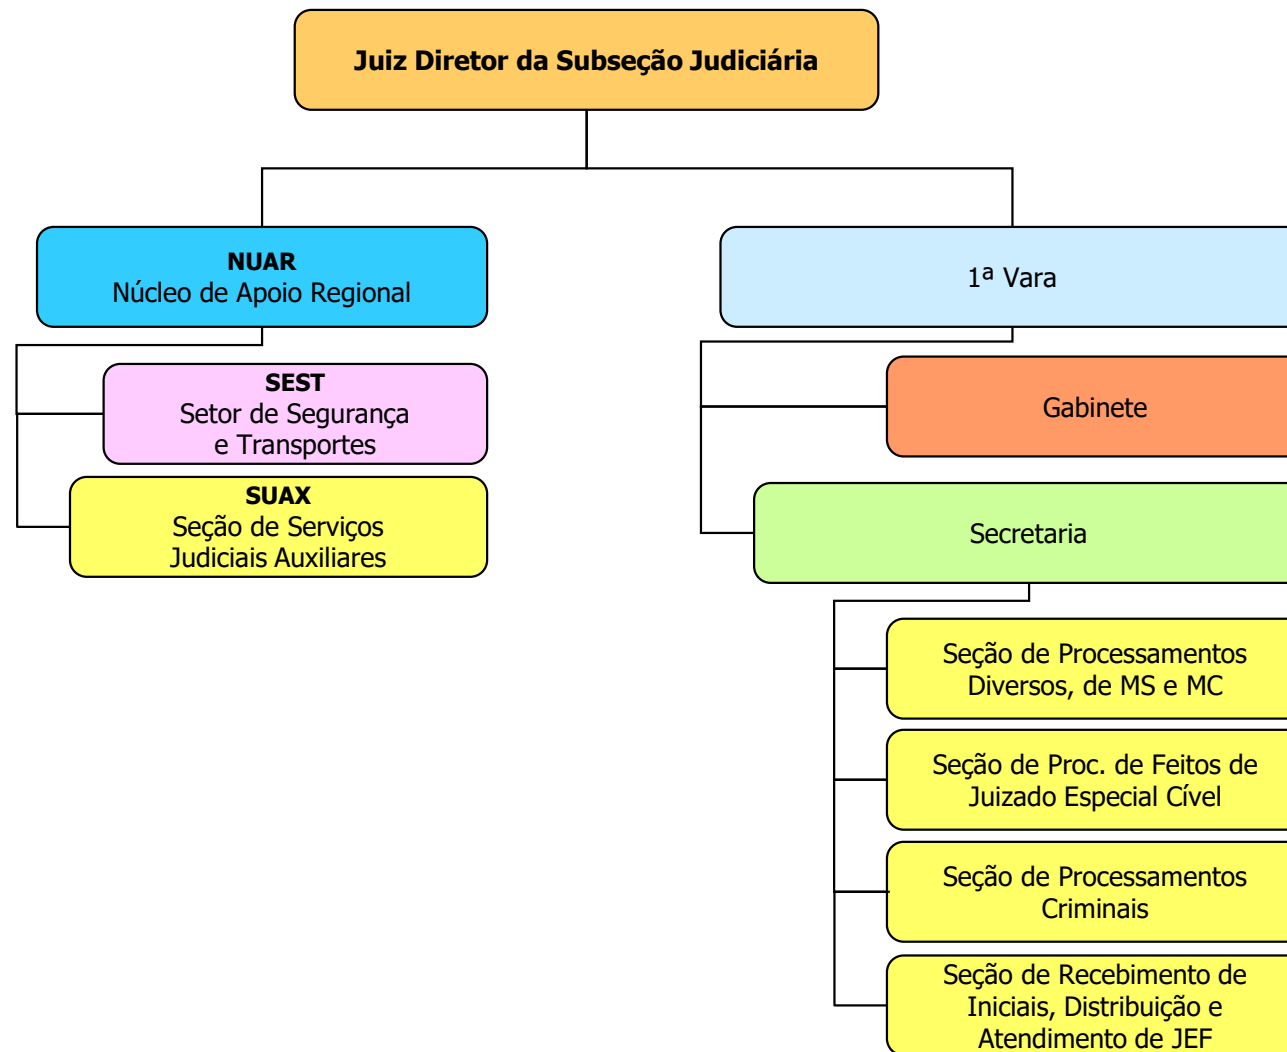 Juiz Diretor da Subseção Judiciária
NUAR
Núcleo de Apoio Regional
SEST
Setor de Segurança
e Transportes
SUAX
Seção de Serviços
Judiciais Auxiliares
1ª Vara
Gabinete
Secretaria
Seção de Processamentos
Diversos, de MS e MC
Seção de Proc. de Feitos de
Juizado Especial Cível
Seção de Processamentos
Criminais
Seção de Recebimento de
Iniciais, Distribuição e
Atendimento de JEF